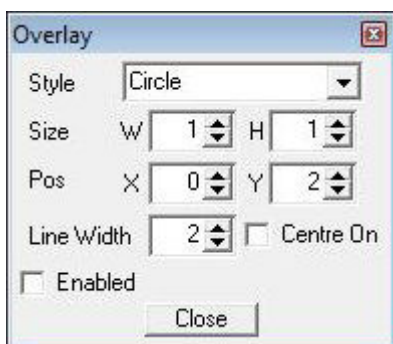 Overlay
Style Circle
Size W 1 H 1
Pos X 0 Y 2
Line Width 2 Centre On
Enabled
Close